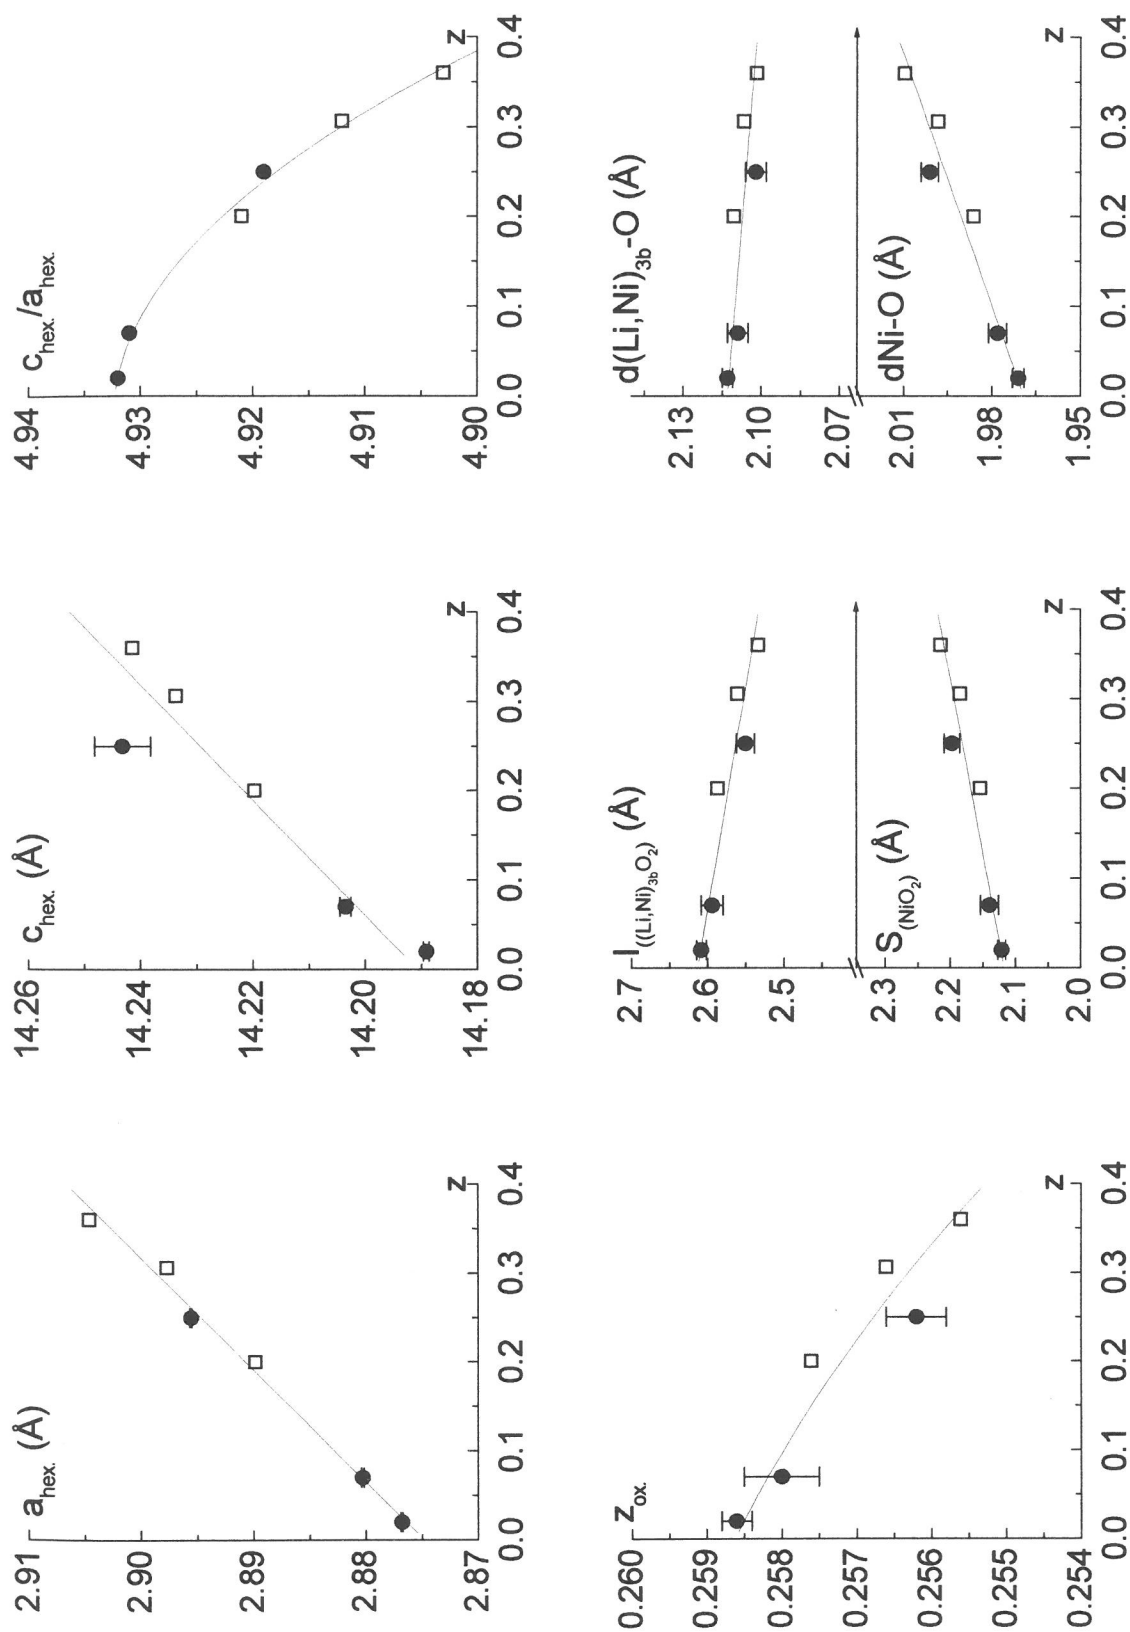 a_hex. (Å)
2.91
2.90
2.89
2.88
2.87
0.0 0.1 0.2 0.3 0.4
z
c_hex. (Å)
14.26
14.24
14.22
14.20
14.18
0.0 0.1 0.2 0.3 0.4
z
c_hex./a_hex.
4.94
4.93
4.92
4.91
4.90
0.0 0.1 0.2 0.3 0.4
z
z_ox.
0.260
0.259
0.258
0.257
0.256
0.255
0.254
0.0 0.1 0.2 0.3 0.4
z
I_((Li,Ni)_3bO_2) (Å)
2.7
2.6
2.5
S_(NiO_2) (Å)
2.3
2.2
2.1
2.0
0.0 0.1 0.2 0.3 0.4
z
d(Li,Ni)_3b-O (Å)
2.13
2.10
2.07
dNi-O (Å)
2.01
1.98
1.95
0.0 0.1 0.2 0.3 0.4
z